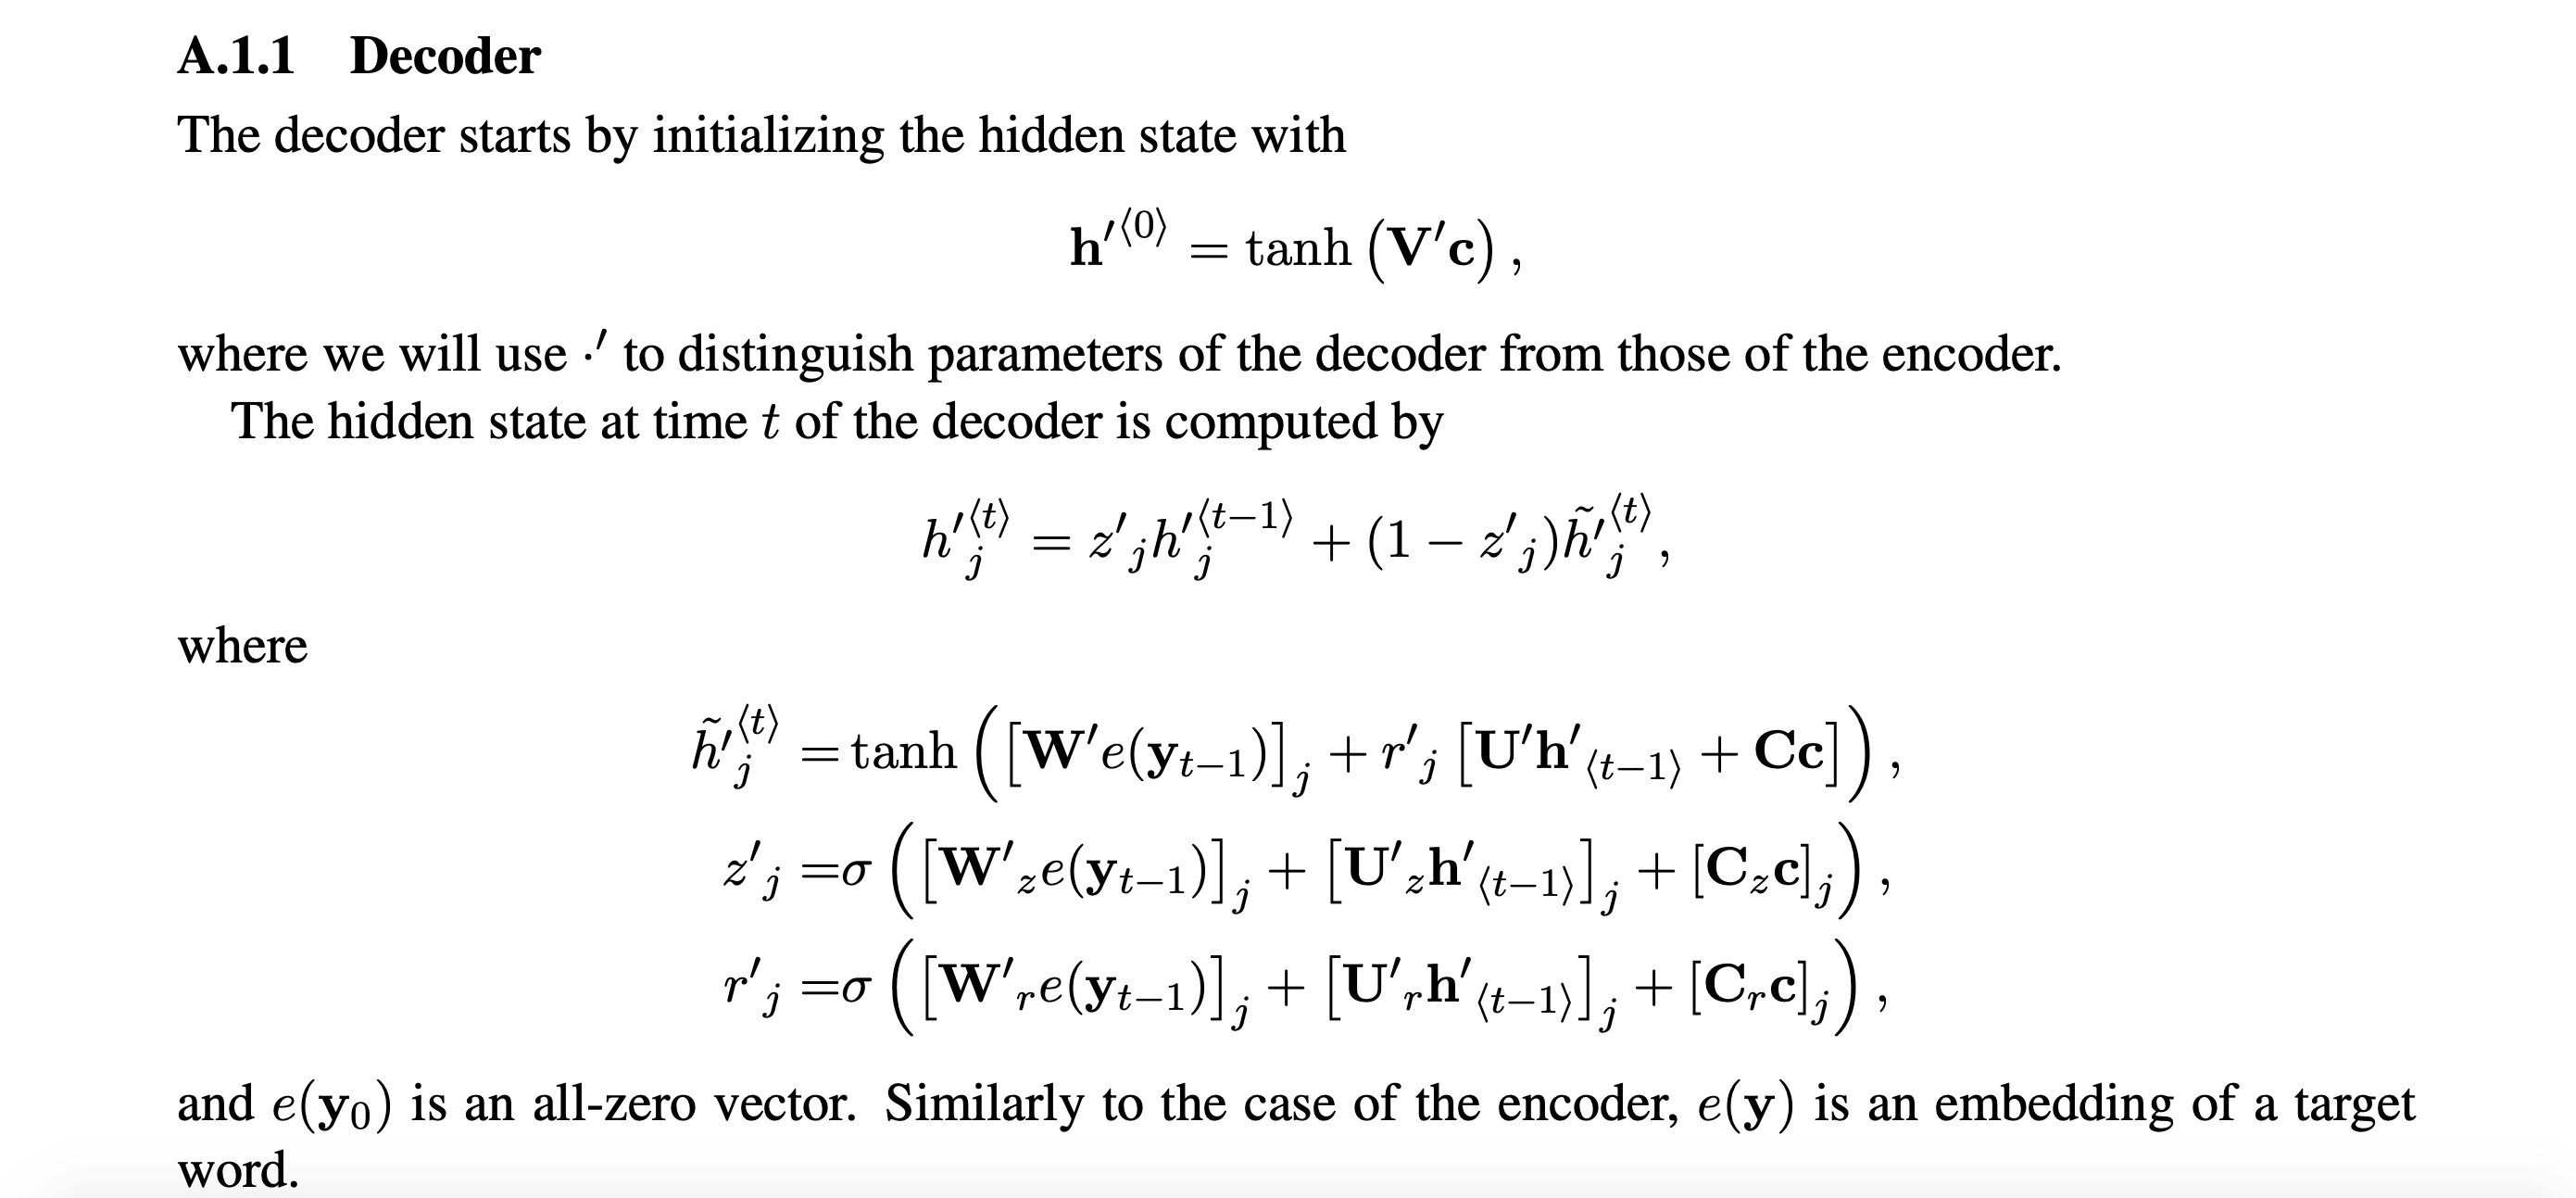 A.1.1 Decoder
The decoder starts by initializing the hidden state with
$\mathbf{h}'^{\langle 0 \rangle} = \tanh\left(\mathbf{V}'\mathbf{c}\right),$
where we will use ·′ to distinguish parameters of the decoder from those of the encoder.
The hidden state at time $t$ of the decoder is computed by
$h'^{\langle t \rangle}_j = z'_j h'^{\langle t-1 \rangle}_j + (1 - z'_j)\tilde{h}'^{\langle t \rangle}_j,$
where
$\tilde{h}'^{\langle t \rangle}_j = \tanh\left(\left[\mathbf{W}'e(\mathbf{y}_{t-1})\right]_j + r'_j\left[\mathbf{U}'\mathbf{h}'_{\langle t-1 \rangle} + \mathbf{C}\mathbf{c}\right]\right),$
$z'_j = \sigma\left(\left[\mathbf{W}'_z e(\mathbf{y}_{t-1})\right]_j + \left[\mathbf{U}'_z\mathbf{h}'_{\langle t-1 \rangle}\right]_j + \left[\mathbf{C}_z\mathbf{c}\right]_j\right),$
$r'_j = \sigma\left(\left[\mathbf{W}'_r e(\mathbf{y}_{t-1})\right]_j + \left[\mathbf{U}'_r\mathbf{h}'_{\langle t-1 \rangle}\right]_j + \left[\mathbf{C}_r\mathbf{c}\right]_j\right),$
and $e(\mathbf{y}_0)$ is an all-zero vector. Similarly to the case of the encoder, $e(\mathbf{y})$ is an embedding of a target
word.